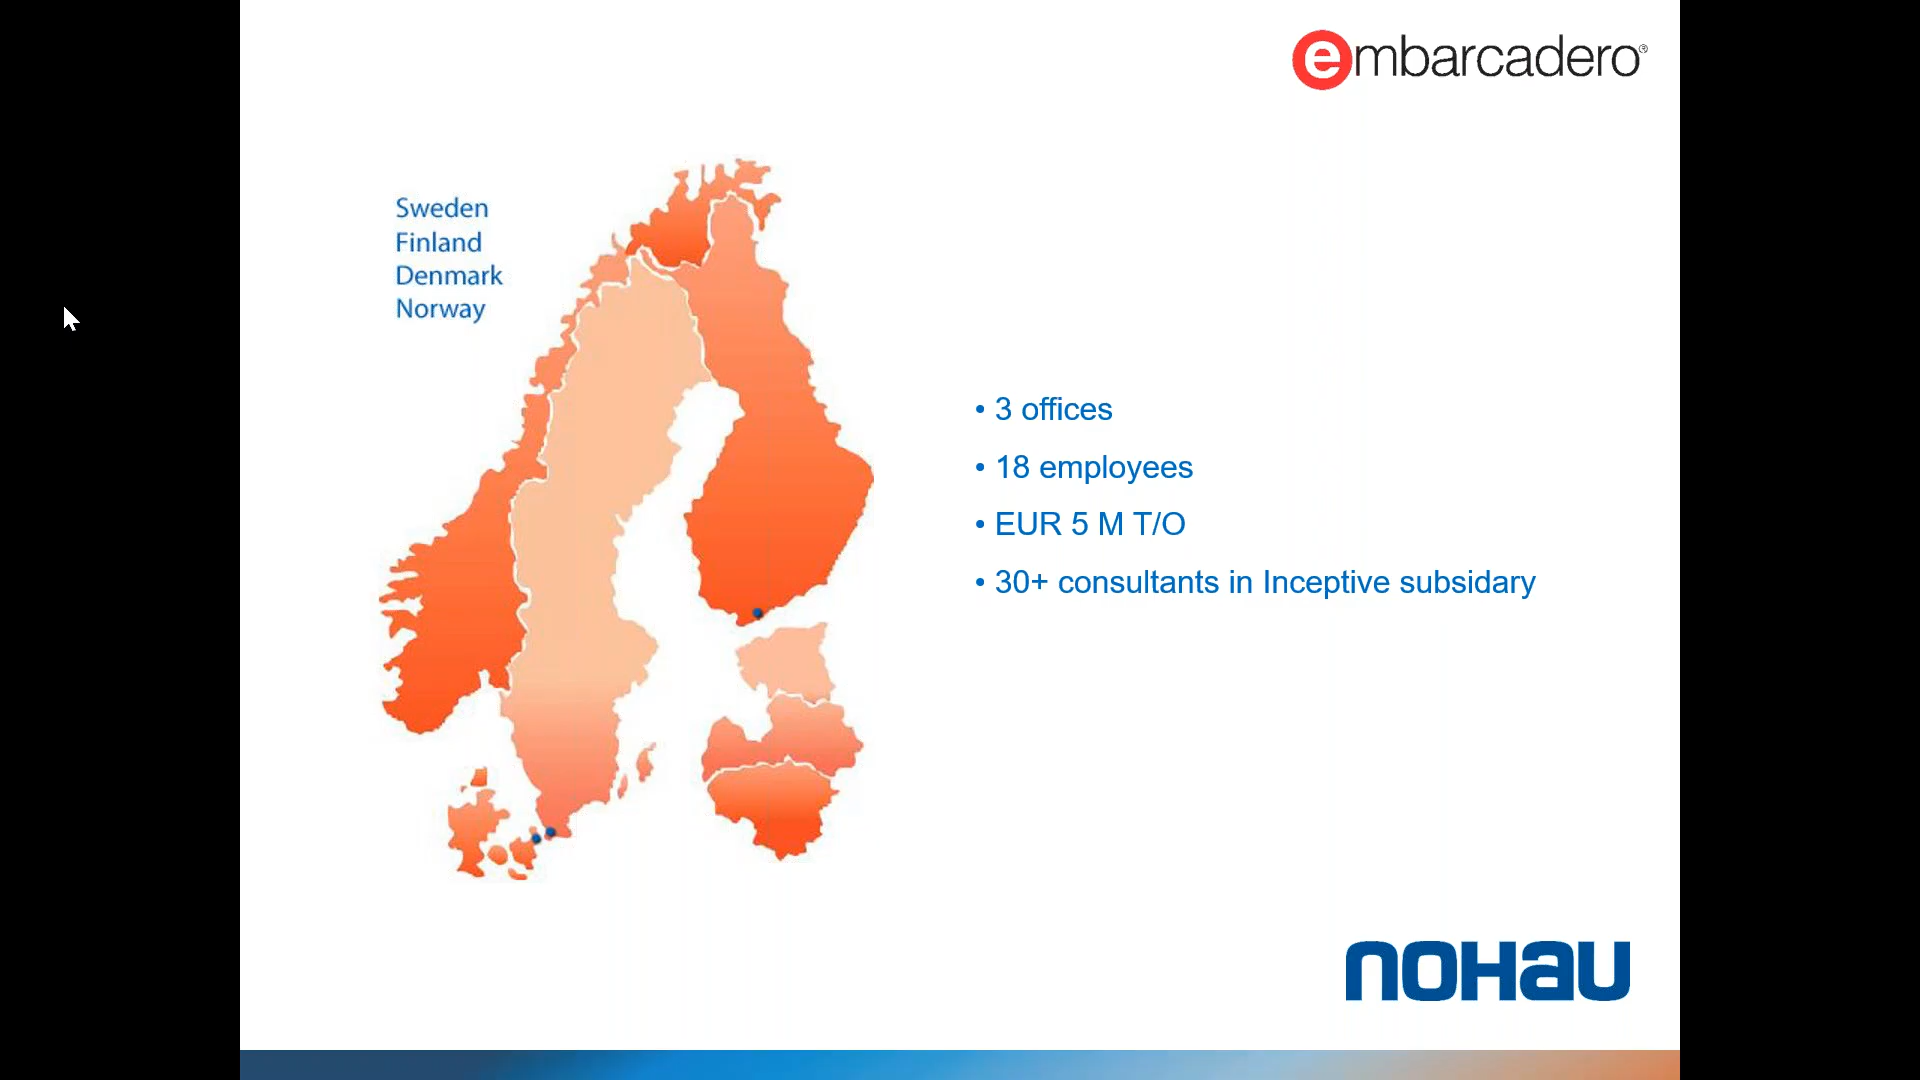 embarcadero®
Sweden
Finland
Denmark
Norway
• 3 offices
• 18 employees
• EUR 5 M T/O
• 30+ consultants in Inceptive subsidary
noHau